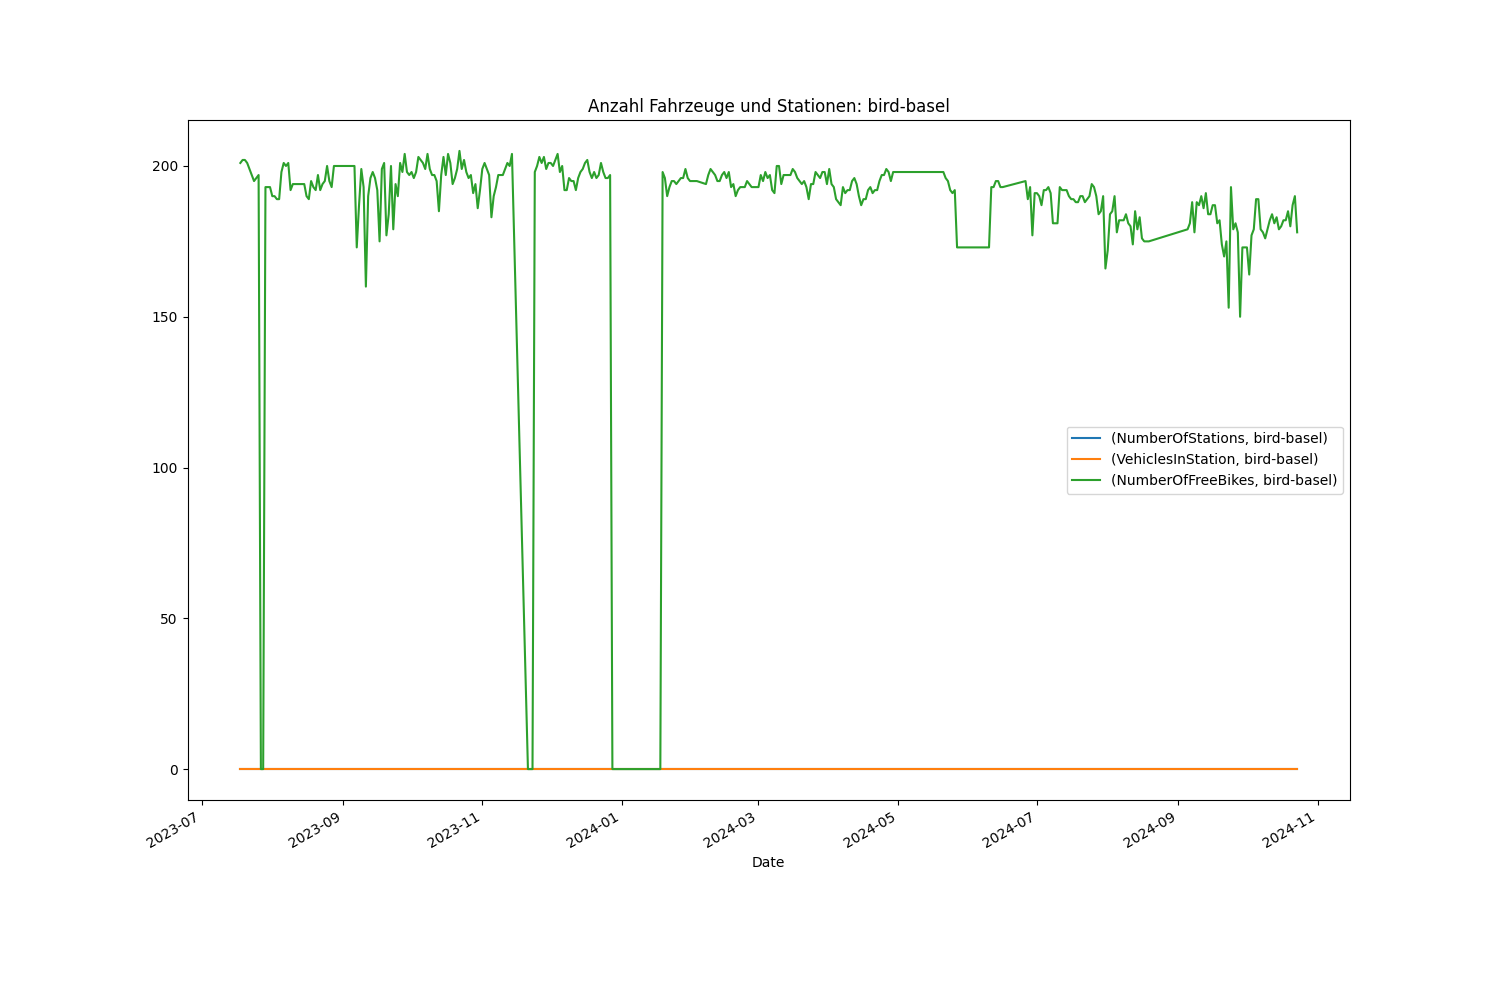 Anzahl Fahrzeuge und Stationen: bird-basel
200
150
100
50
0
(NumberOfStations, bird-basel)
(VehiclesInStation, bird-basel)
(NumberOfFreeBikes, bird-basel)
2023-07
2023-09
2023-11
2024-01
2024-03
2024-05
2024-07
2024-09
2024-11
Date